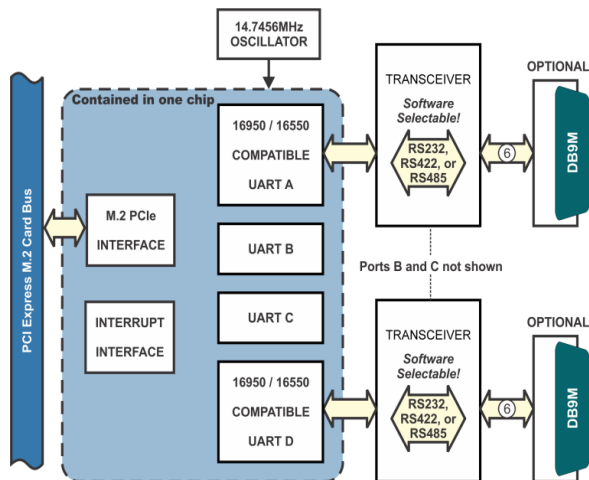 14.7456MHz
OSCILLATOR
Contained in one chip
PCI Express M.2 Card Bus
M.2 PCIe
INTERFACE
INTERRUPT
INTERFACE
16950 / 16550
COMPATIBLE
UART A
UART B
UART C
16950 / 16550
COMPATIBLE
UART D
TRANSCEIVER
Software
Selectable!
RS232,
RS422, or
RS485
6
OPTIONAL
DB9M
Ports B and C not shown
TRANSCEIVER
Software
Selectable!
RS232,
RS422, or
RS485
6
OPTIONAL
DB9M